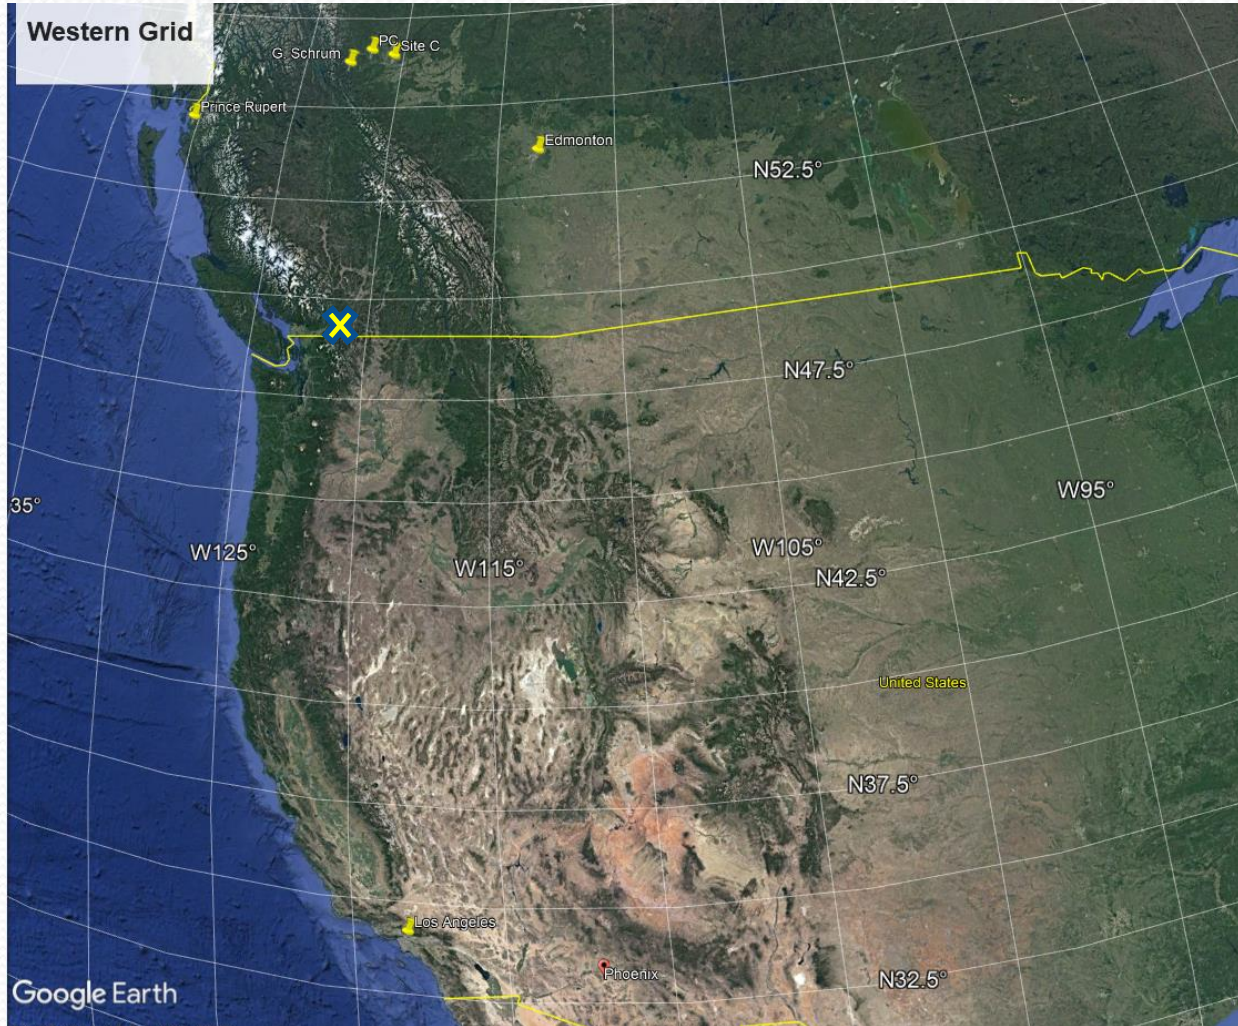 Western Grid
PC
Site C
G. Schrum
Prince Rupert
Edmonton
N52.5°
N47.5°
W95°
35°
W125°
W105°
W115°
N42.5°
United States
N37.5°
Los Angeles
Phoenix
N32.5°
Google Earth